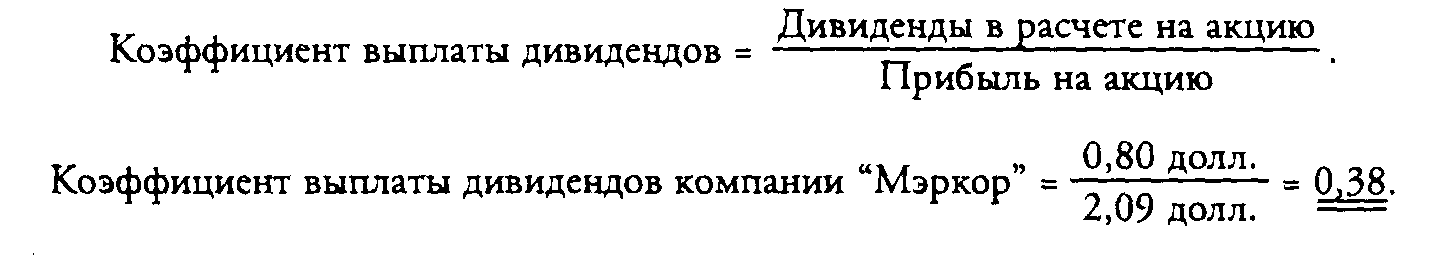 Коэффициент выплаты дивидендов = Дивиденды в расчете на акцию / Прибыль на акцию .
Коэффициент выплаты дивидендов компании “Мэркор” = 0,80 долл. / 2,09 долл. = 0,38.